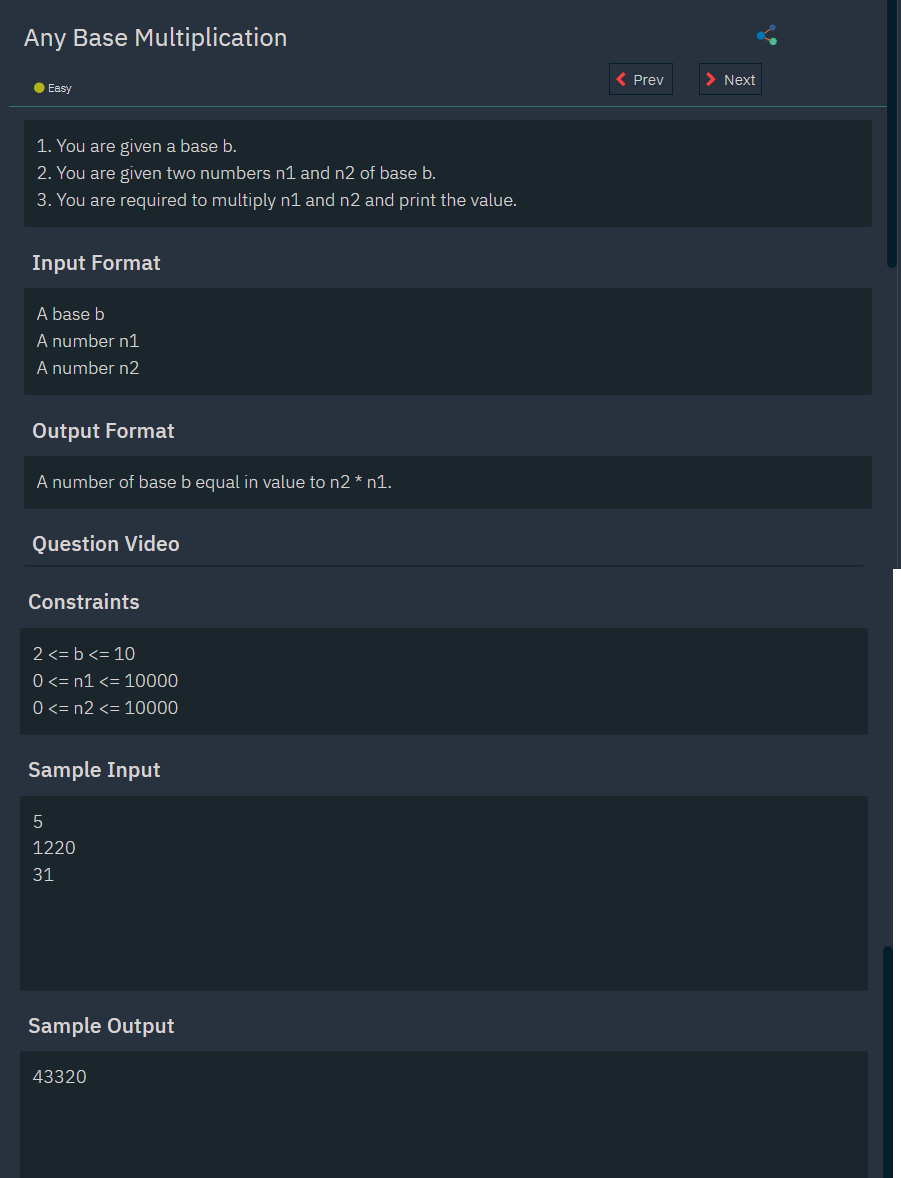 Any Base Multiplication
Easy
Prev
Next
1. You are given a base b.
2. You are given two numbers n1 and n2 of base b.
3. You are required to multiply n1 and n2 and print the value.
Input Format
A base b
A number n1
A number n2
Output Format
A number of base b equal in value to n2 * n1.
Question Video
Constraints
2 <= b <= 10
0 <= n1 <= 10000
0 <= n2 <= 10000
Sample Input
5
1220
31
Sample Output
43320